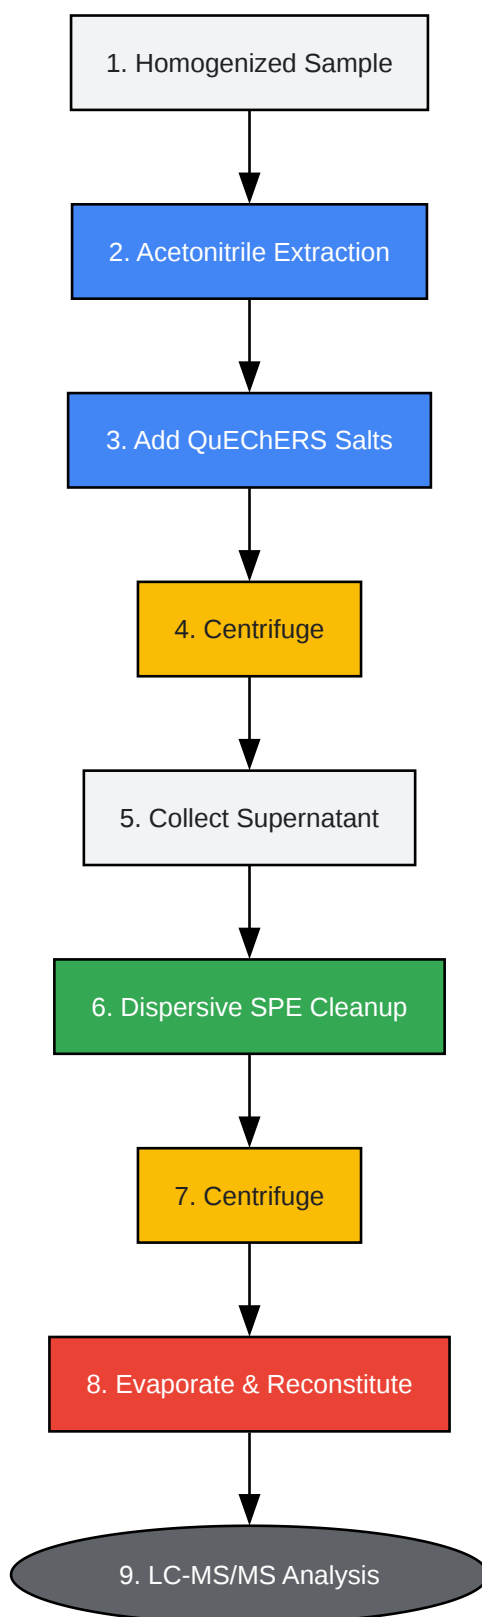 1. Homogenized Sample
2. Acetonitrile Extraction
3. Add QuEChERS Salts
4. Centrifuge
5. Collect Supernatant
6. Dispersive SPE Cleanup
7. Centrifuge
8. Evaporate & Reconstitute
9. LC-MS/MS Analysis